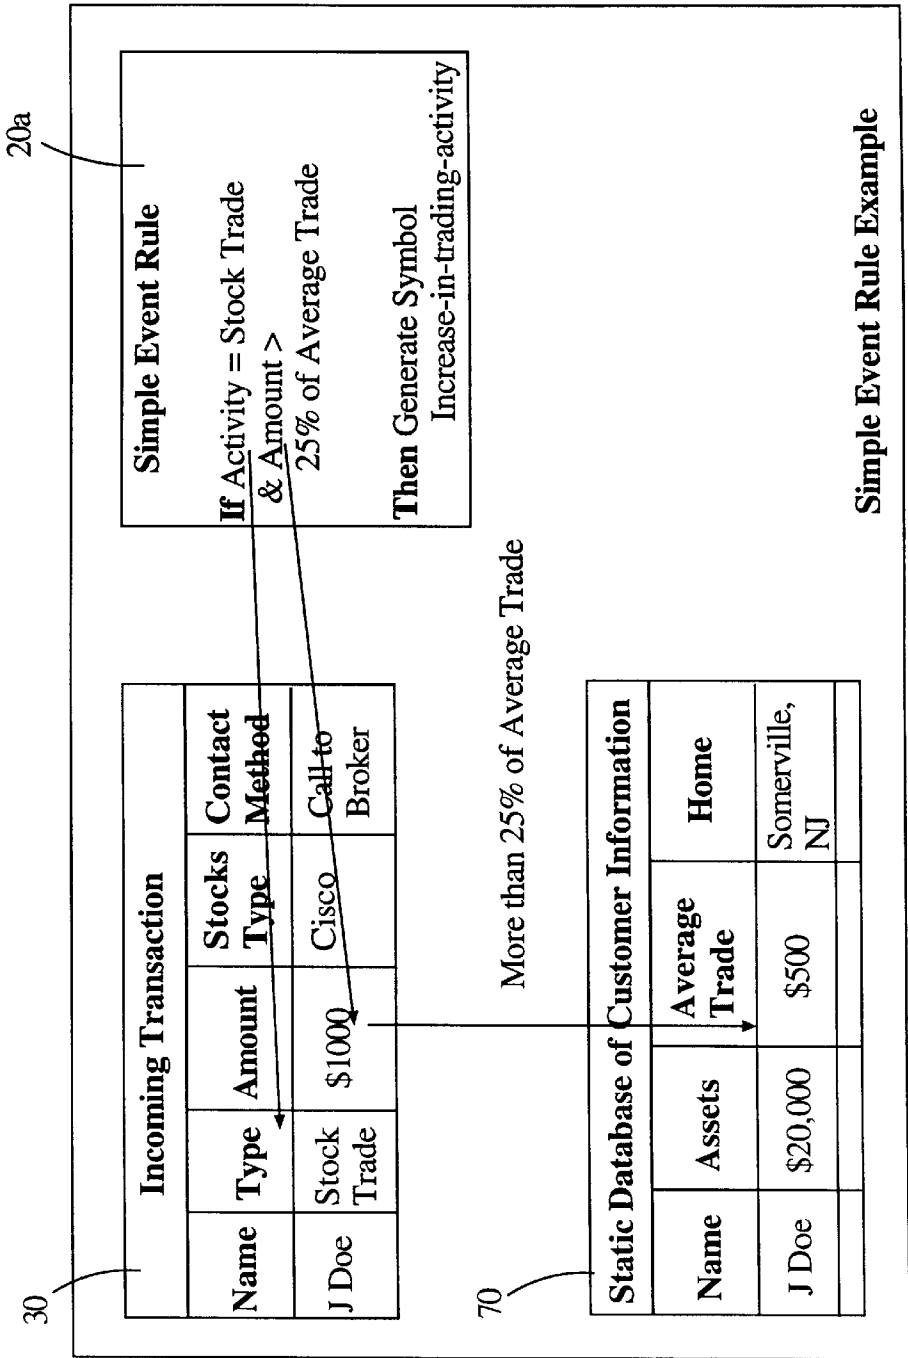 20a
Simple Event Rule
If Activity = Stock Trade
& Amount >
25% of Average Trade
Then Generate Symbol
Increase-in-trading-activity
30
Incoming Transaction
Name Type Amount Stocks Type Contact Method
J Doe Stock Trade $1000 Cisco Call to Broker
More than 25% of Average Trade
70
Static Database of Customer Information
Name Assets Average Trade Home
J Doe $20,000 $500 Somerville, NJ
Simple Event Rule Example